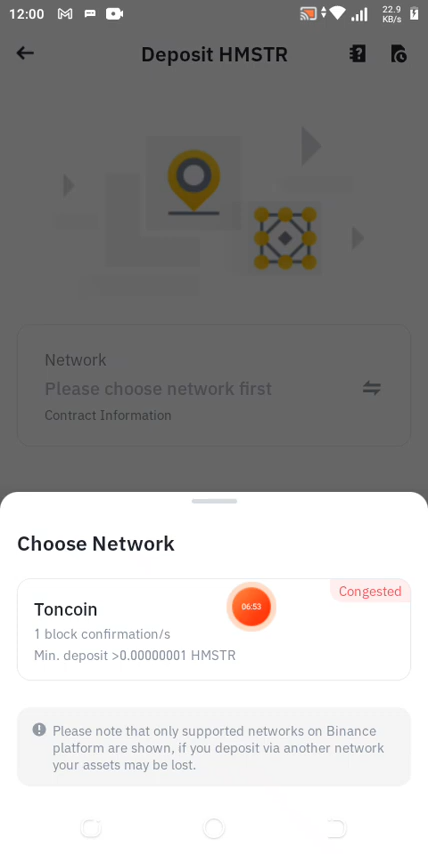 12:00
22.9
KB/s
Deposit HMSTR
Network
Please choose network first
Contract Information
Choose Network
Congested
Toncoin
06:53
1 block confirmation/s
Min. deposit >0.00000001 HMSTR
Please note that only supported networks on Binance
platform are shown, if you deposit via another network
your assets may be lost.